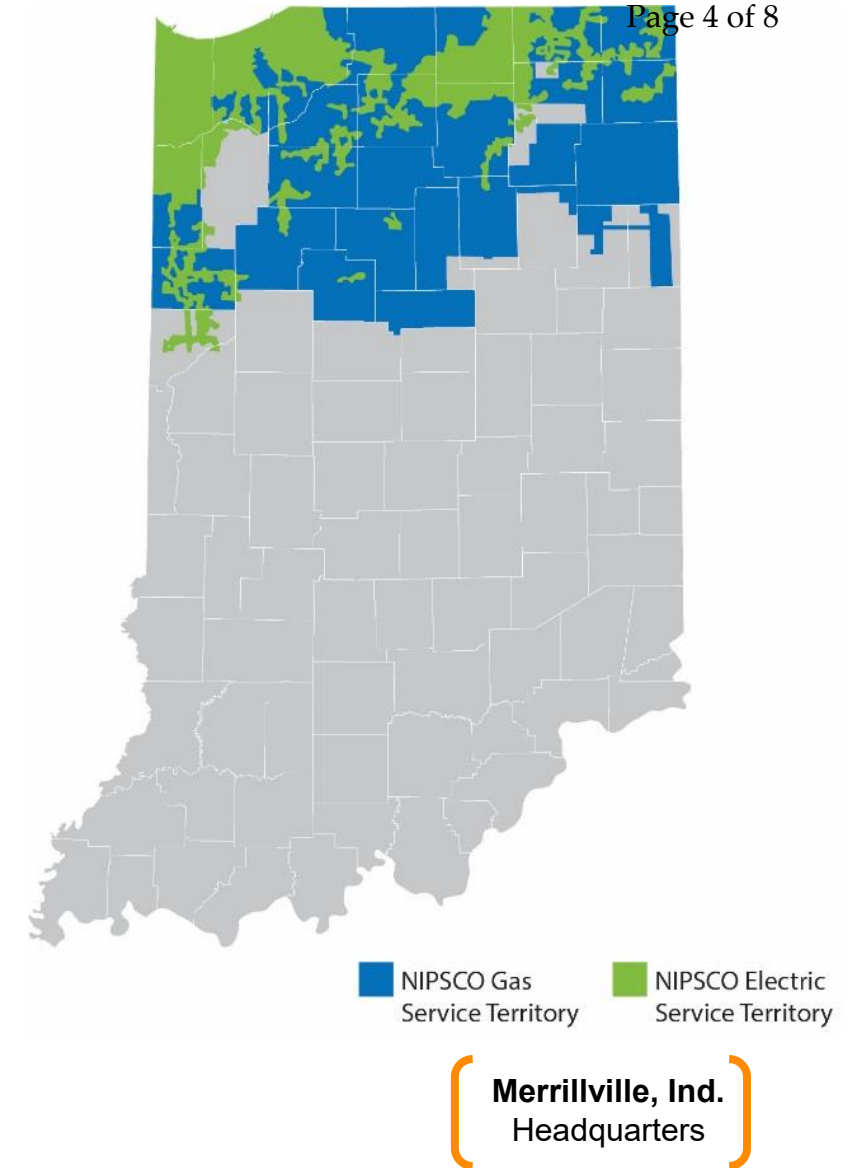 Page 4 of 8
NIPSCO Gas
Service Territory
NIPSCO Electric
Service Territory
Merrillville, Ind.
Headquarters